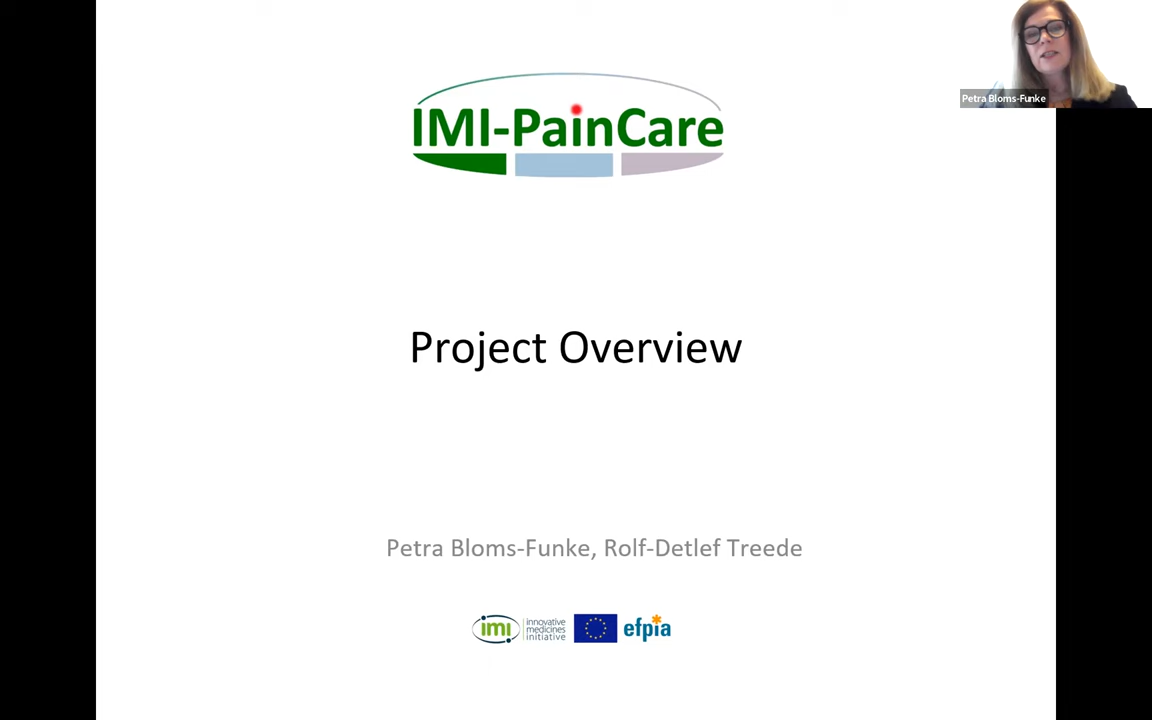 Petra Bloms-Funke
IMI-PainCare
Project Overview
Petra Bloms-Funke, Rolf-Detlef Treede
imi
innovative
medicines
initiative
efpia